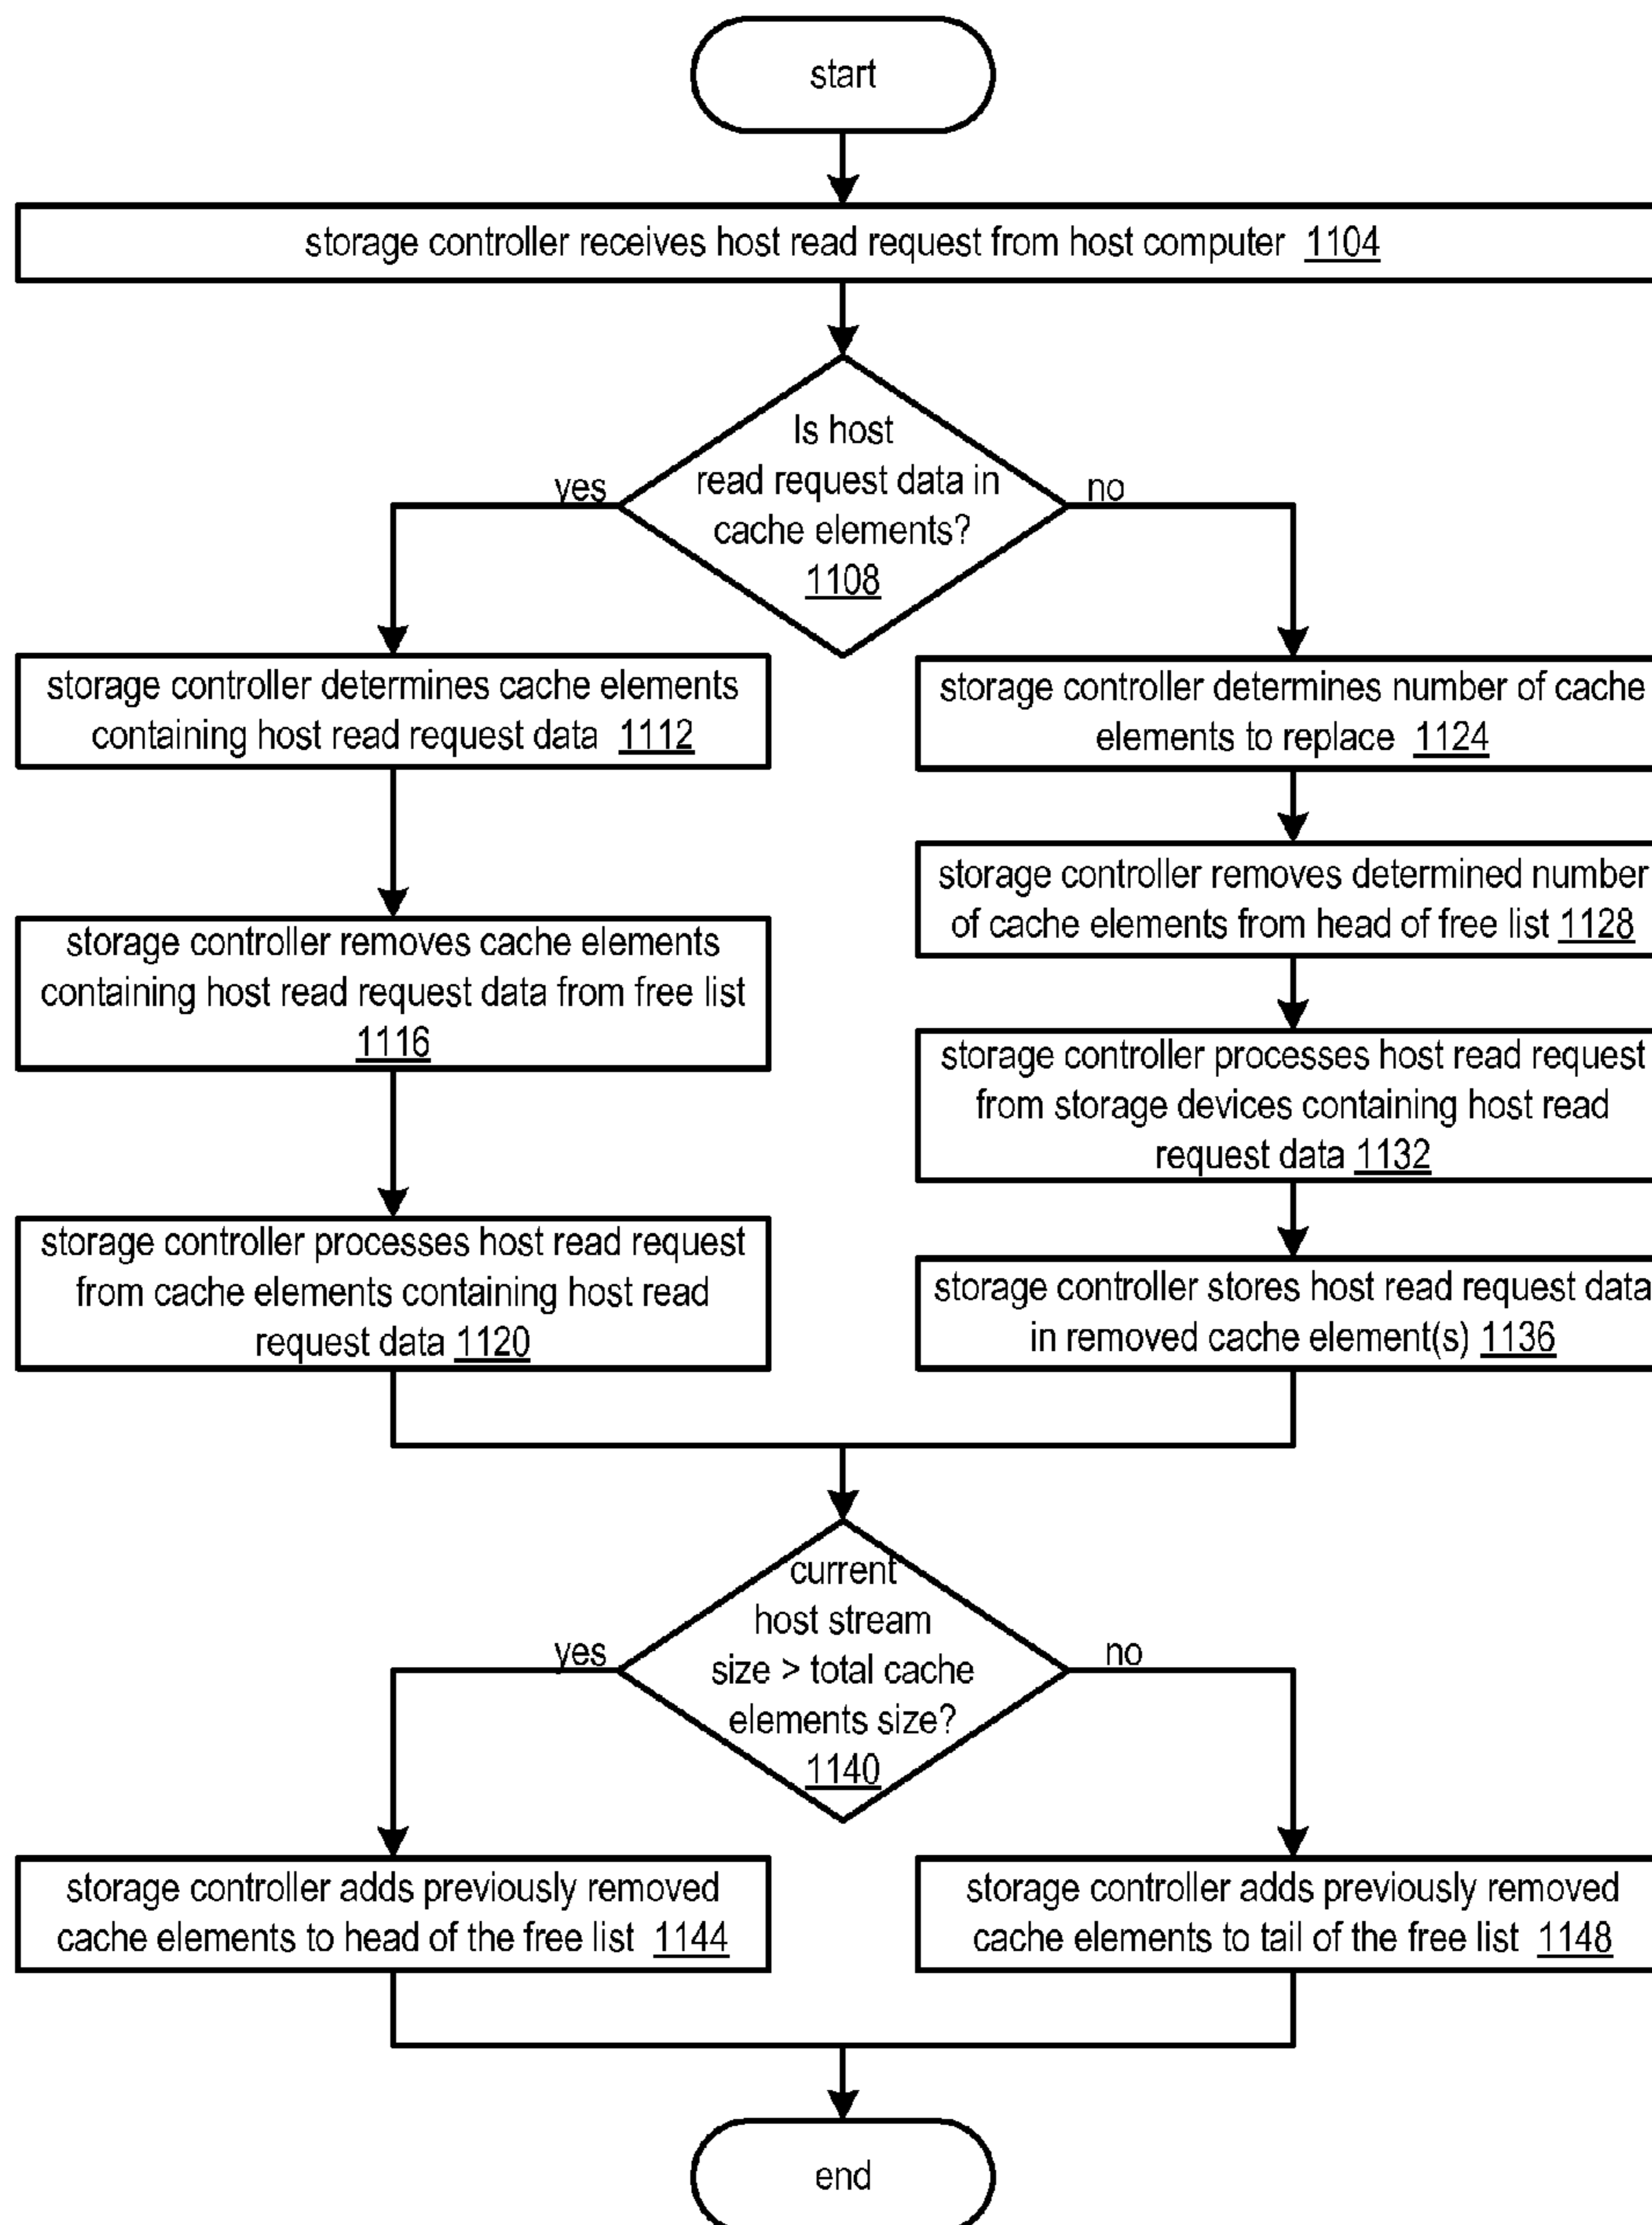 start
storage controller receives host read request from host computer 1104
Is host
read request data in
cache elements?
1108
yes
no
storage controller determines cache elements
containing host read request data 1112
storage controller removes cache elements
containing host read request data from free list
1116
storage controller processes host read request
from cache elements containing host read
request data 1120
storage controller determines number of cache
elements to replace 1124
storage controller removes determined number
of cache elements from head of free list 1128
storage controller processes host read request
from storage devices containing host read
request data 1132
storage controller stores host read request data
in removed cache element(s) 1136
current
host stream
size > total cache
elements size?
1140
yes
no
storage controller adds previously removed
cache elements to head of the free list 1144
storage controller adds previously removed
cache elements to tail of the free list 1148
end